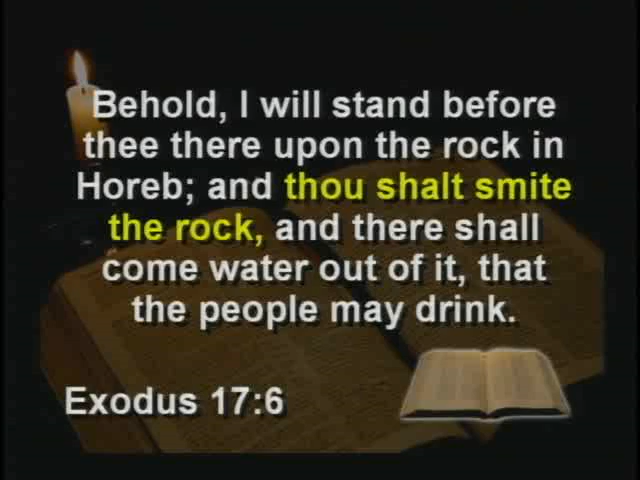 Behold, I will stand before
thee there upon the rock in
Horeb; and thou shalt smite
the rock, and there shall
come water out of it, that
the people may drink.
Exodus 17:6